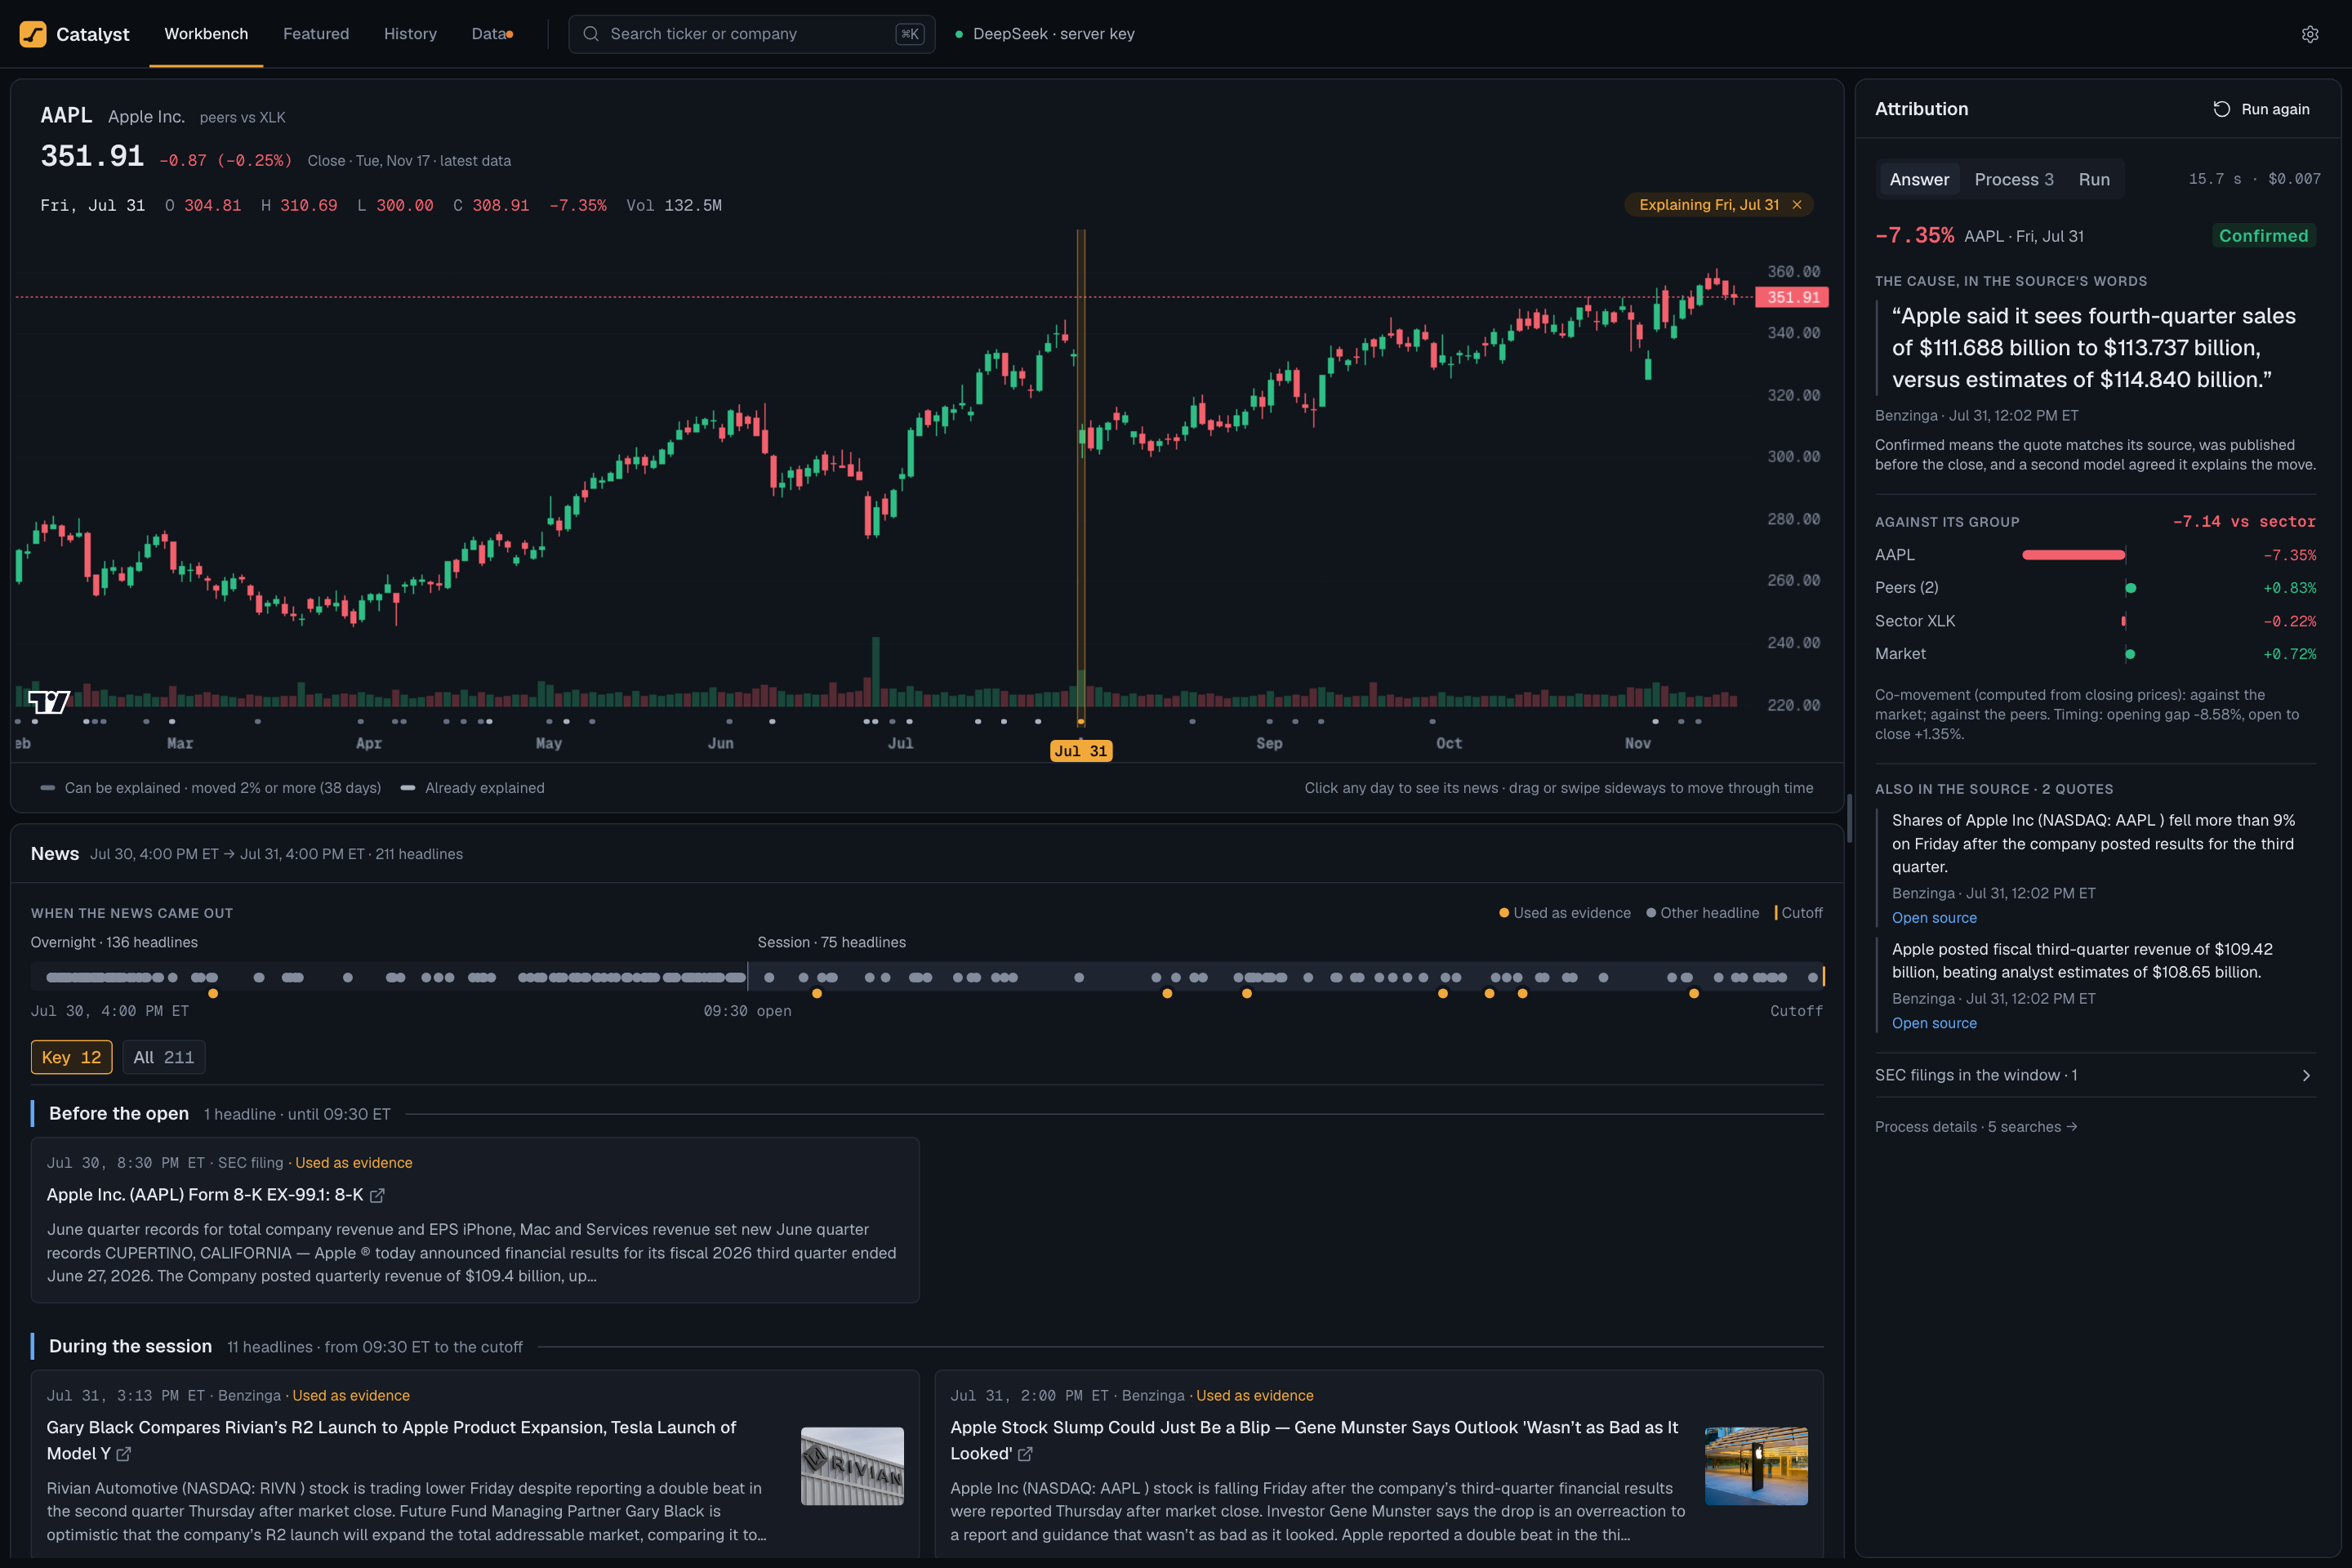 Catalyst
Workbench
Featured
History
Data
Search ticker or company
⌘K
DeepSeek · server key
AAPL Apple Inc. peers vs XLK
351.91 −0.87 (−0.25%) Close · Tue, Nov 17 · latest data
Fri, Jul 31 O 304.81 H 310.69 L 300.00 C 308.91 −7.35% Vol 132.5M
Explaining Fri, Jul 31 ×
360.00
351.91
340.00
320.00
300.00
280.00
260.00
240.00
220.00
eb
Mar
Apr
May
Jun
Jul
Jul 31
Sep
Oct
Nov
Can be explained · moved 2% or more (38 days)
Already explained
Click any day to see its news · drag or swipe sideways to move through time
News Jul 30, 4:00 PM ET → Jul 31, 4:00 PM ET · 211 headlines
WHEN THE NEWS CAME OUT
Used as evidence
Other headline
Cutoff
Overnight · 136 headlines
Session · 75 headlines
Jul 30, 4:00 PM ET
09:30 open
Cutoff
Key 12
All 211
Before the open 1 headline · until 09:30 ET
Jul 30, 8:30 PM ET · SEC filing · Used as evidence
Apple Inc. (AAPL) Form 8-K EX-99.1: 8-K
June quarter records for total company revenue and EPS iPhone, Mac and Services revenue set new June quarter
records CUPERTINO, CALIFORNIA — Apple ® today announced financial results for its fiscal 2026 third quarter ended
June 27, 2026. The Company posted quarterly revenue of $109.4 billion, up…
During the session 11 headlines · from 09:30 ET to the cutoff
Jul 31, 3:13 PM ET · Benzinga · Used as evidence
Gary Black Compares Rivian’s R2 Launch to Apple Product Expansion, Tesla Launch of
Model Y
Rivian Automotive (NASDAQ: RIVN ) stock is trading lower Friday despite reporting a double beat in
the second quarter Thursday after market close. Future Fund Managing Partner Gary Black is
optimistic that the company’s R2 launch will expand the total addressable market, comparing it to…
RIVIAN
Jul 31, 2:00 PM ET · Benzinga · Used as evidence
Apple Stock Slump Could Just Be a Blip — Gene Munster Says Outlook 'Wasn’t as Bad as It
Looked'
Apple Inc (NASDAQ: AAPL ) stock is falling Friday after the company’s third-quarter financial results
were reported Thursday after market close. Investor Gene Munster says the drop is an overreaction to
a report and guidance that wasn’t as bad as it looked. Apple reported a double beat in the thi…
Attribution
Run again
Answer
Process 3
Run
15.7 s · $0.007
−7.35% AAPL · Fri, Jul 31
Confirmed
THE CAUSE, IN THE SOURCE'S WORDS
“Apple said it sees fourth-quarter sales
of $111.688 billion to $113.737 billion,
versus estimates of $114.840 billion.”
Benzinga · Jul 31, 12:02 PM ET
Confirmed means the quote matches its source, was published
before the close, and a second model agreed it explains the move.
AGAINST ITS GROUP
−7.14 vs sector
AAPL −7.35%
Peers (2) +0.83%
Sector XLK −0.22%
Market +0.72%
Co-movement (computed from closing prices): against the
market; against the peers. Timing: opening gap -8.58%, open to
close +1.35%.
ALSO IN THE SOURCE · 2 QUOTES
Shares of Apple Inc (NASDAQ: AAPL ) fell more than 9%
on Friday after the company posted results for the third
quarter.
Benzinga · Jul 31, 12:02 PM ET
Open source
Apple posted fiscal third-quarter revenue of $109.42
billion, beating analyst estimates of $108.65 billion.
Benzinga · Jul 31, 12:02 PM ET
Open source
SEC filings in the window · 1
Process details · 5 searches →